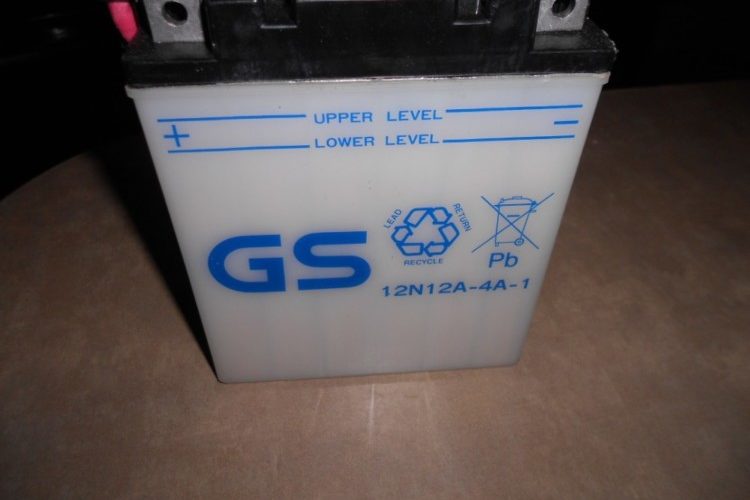 UPPER LEVEL
+ −
LOWER LEVEL
LEAD RETURN
RECYCLE
GS
Pb
12N12A-4A-1